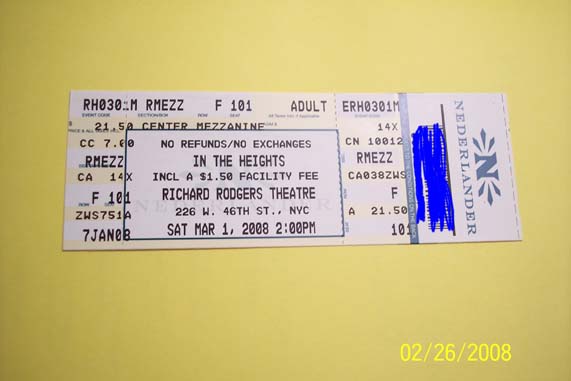 RH0301M RMEZZ F 101 ADULT ERH0301M
EVENT CODE SECTION/BOX ROW SEAT EVENT CODE
21.50 CENTER MEZZANINE 14X
CC 7.00 NO REFUNDS/NO EXCHANGES CN 10012
RMEZZ IN THE HEIGHTS RMEZZ
CA 14X INCL A $1.50 FACILITY FEE CA038ZWS
F 101 RICHARD RODGERS THEATRE F
ZWS751A 226 W. 46TH ST., NYC A 21.50
7JAN08 SAT MAR 1, 2008 2:00PM 101
NEDERLANDER
N
02/26/2008